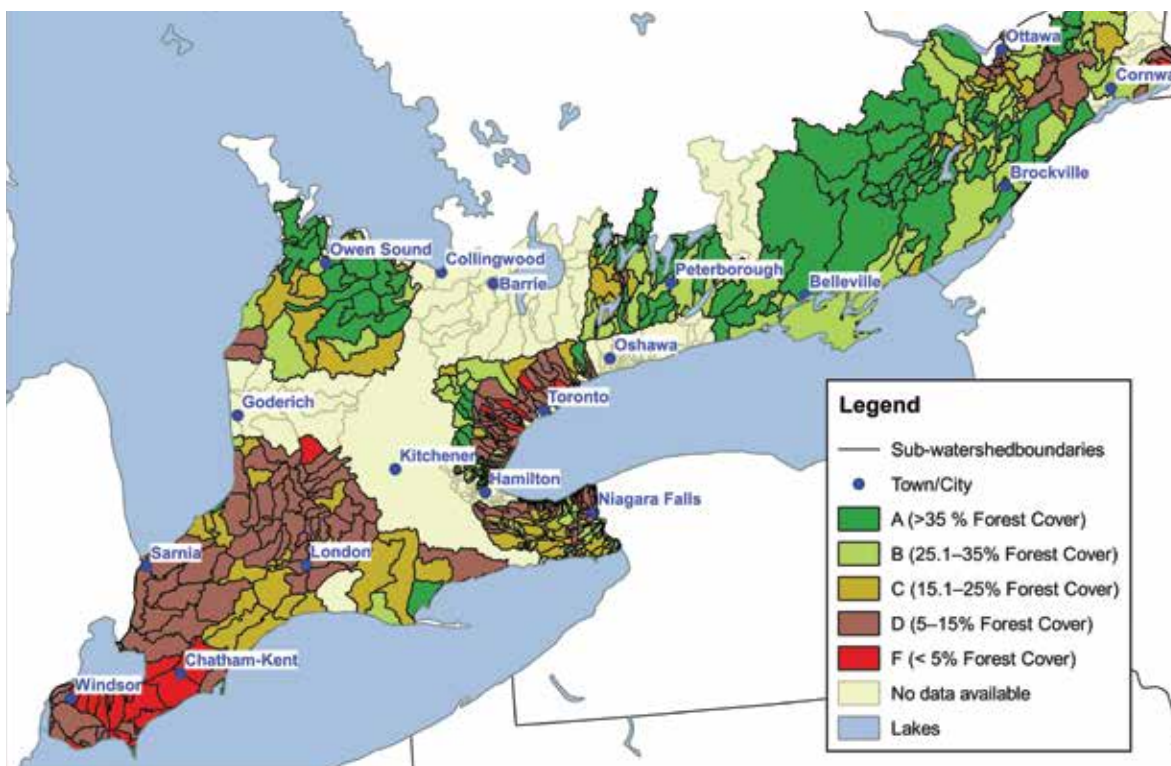 Ottawa
Cornwa
Brockville
Owen Sound
Collingwood
Barrie
Peterborough
Belleville
Oshawa
Goderich
Toronto
Kitchener
Hamilton
Niagara Falls
Sarnia
London
Chatham-Kent
Windsor
Legend
Sub-watershedboundaries
Town/City
A (>35 % Forest Cover)
B (25.1–35% Forest Cover)
C (15.1–25% Forest Cover)
D (5–15% Forest Cover)
F (< 5% Forest Cover)
No data available
Lakes